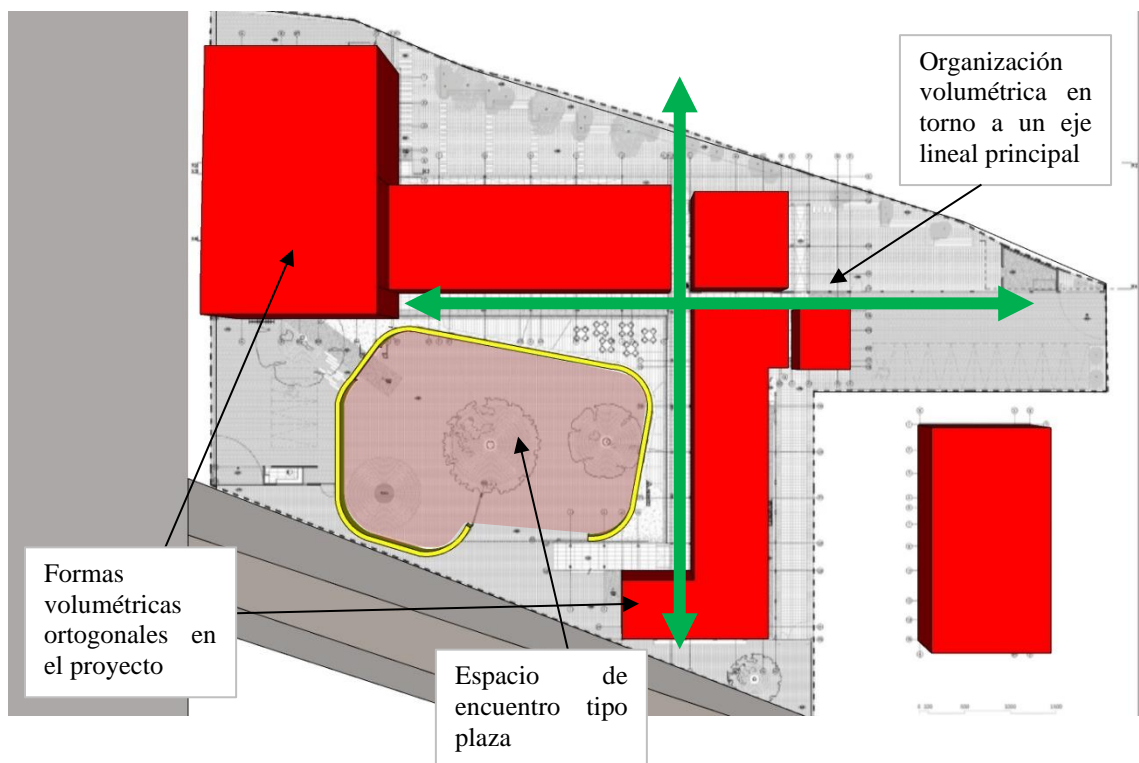 Organización
volumétrica en
torno a un eje
lineal principal
Formas
volumétricas
ortogonales en
el proyecto
Espacio de
encuentro tipo
plaza